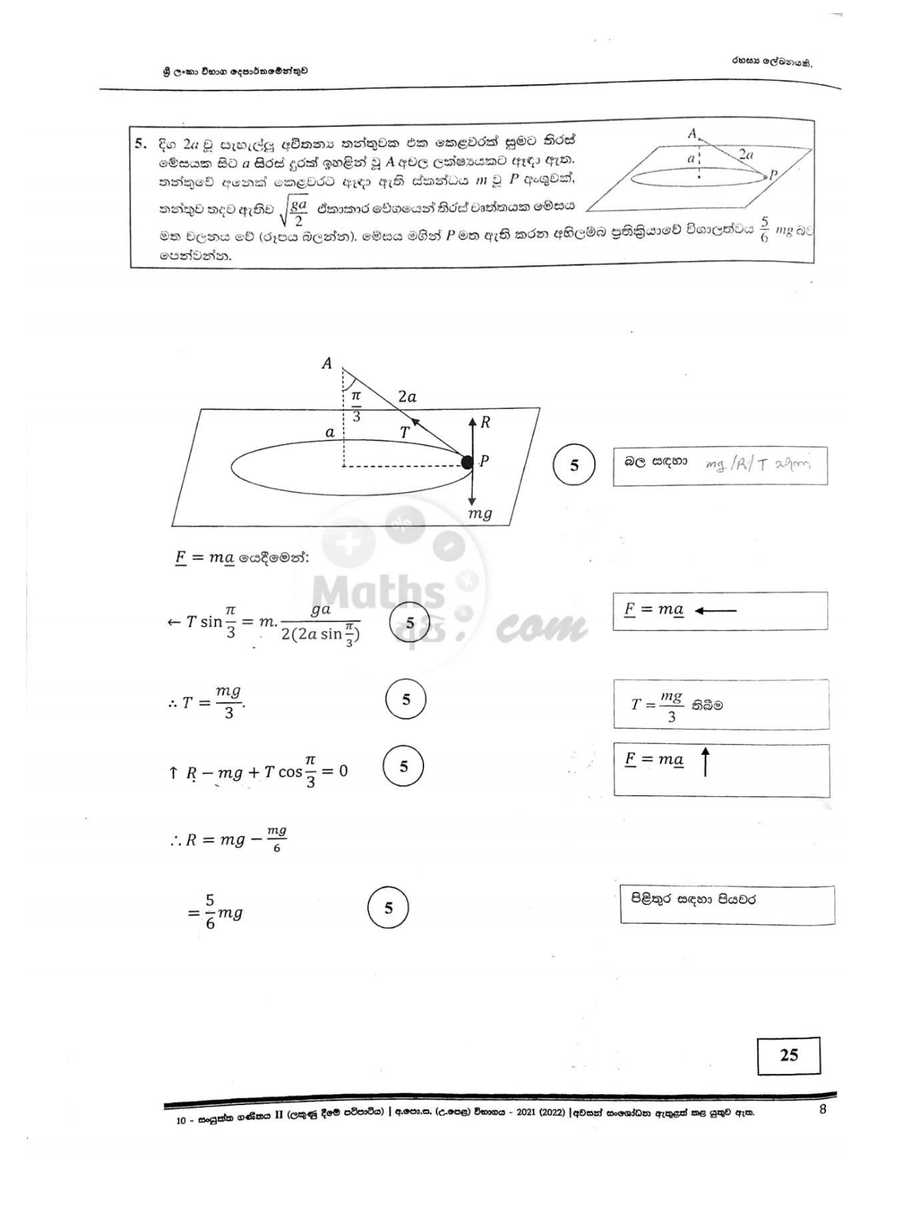 ශ්‍රී ලංකා විභාග දෙපාර්තමේන්තුව
රහස්‍ය ලේඛනයකි.
5. දිග 2a වූ සැහැල්ලු අවිතන්‍ය තන්තුවක එක කෙළවරක් සුමට තිරස්
මේසයක සිට a සිරස් දුරක් ඉහළින් වූ A අචල ලක්ෂ්‍යයකට ඈඳා ඇත.
තන්තුවේ අනෙක් කෙළවරට ඈඳා ඇති ස්කන්ධය m වූ P අංශුවක්,
තන්තුව තදව ඇතිව √(ga/2) ඒකාකාර වේගයෙන් තිරස් වෘත්තයක මේසය
මත චලනය වේ (රූපය බලන්න). මේසය මගින් P මත ඇති කරන අභිලම්බ ප්‍රතික්‍රියාවේ විශාලත්වය 5/6 mg බව
පෙන්වන්න.
A
a
2a
P
A
π/3
2a
a
T
R
P
mg
5
බල සඳහා mg/R/T
F = ma යෙදීමෙන්:
← T sin π/3 = m. ga/2(2a sin π/3)
5
F = ma ←
∴ T = mg/3.
5
T = mg/3 තිබීම
↑ R − mg + T cos π/3 = 0
5
F = ma ↑
∴ R = mg − mg/6
= 5/6 mg
5
පිළිතුර සඳහා පියවර
Maths
අපි.com
25
10 - සංයුක්ත ගණිතය II (ලකුණු දීමේ පටිපාටිය) | අ.පො.ස. (උ.පෙළ) විභාගය - 2021 (2022) | අවසන් සංශෝධන ඇතුළත් කළ යුතුව ඇත.
8